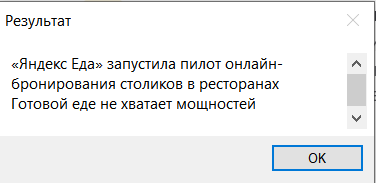 Результат
«Яндекс Еда» запустила пилот онлайн-
бронирования столиков в ресторанах
Готовой еде не хватает мощностей
OK